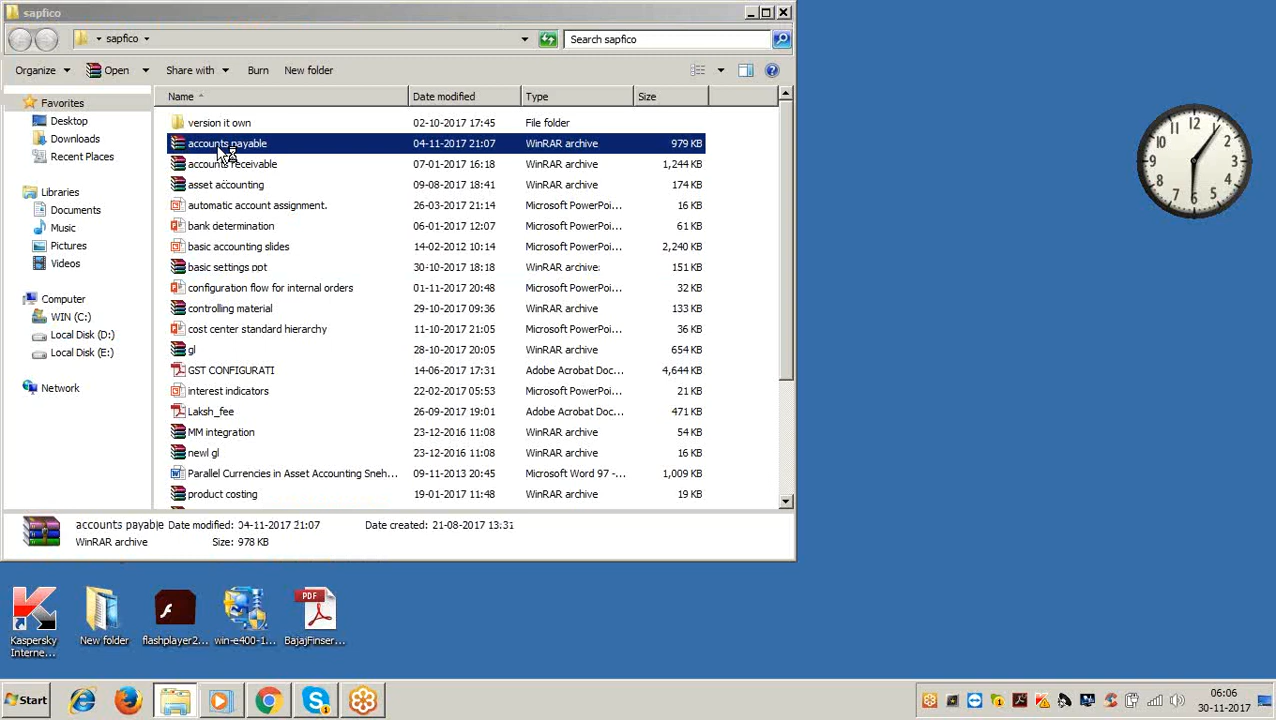 sapfico
sapfico
Search sapfico
Organize Open Share with Burn New folder
Name Date modified Type Size
Favorites
Desktop
Downloads
Recent Places
Libraries
Documents
Music
Pictures
Videos
Computer
WIN (C:)
Local Disk (D:)
Local Disk (E:)
Network
version it own 02-10-2017 17:45 File folder
accounts payable 04-11-2017 21:07 WinRAR archive 979 KB
accounts receivable 07-01-2017 16:18 WinRAR archive 1,244 KB
asset accounting 09-08-2017 18:41 WinRAR archive 174 KB
automatic account assignment. 26-03-2017 21:14 Microsoft PowerPoi... 16 KB
bank determination 06-01-2017 12:07 Microsoft PowerPoi... 61 KB
basic accounting slides 14-02-2012 10:14 Microsoft PowerPoi... 2,240 KB
basic settings ppt 30-10-2017 18:18 WinRAR archive 151 KB
configuration flow for internal orders 01-11-2017 20:48 Microsoft PowerPoi... 32 KB
controlling material 29-10-2017 09:36 WinRAR archive 133 KB
cost center standard hierarchy 11-10-2017 21:05 Microsoft PowerPoi... 36 KB
gl 28-10-2017 20:05 WinRAR archive 654 KB
GST CONFIGURATI 14-06-2017 17:31 Adobe Acrobat Doc... 4,644 KB
interest indicators 22-02-2017 05:53 Microsoft PowerPoi... 21 KB
Laksh_fee 26-09-2017 19:01 Adobe Acrobat Doc... 471 KB
MM integration 23-12-2016 11:08 WinRAR archive 54 KB
newl gl 23-12-2016 11:08 WinRAR archive 16 KB
Parallel Currencies in Asset Accounting Sneh... 09-11-2013 20:45 Microsoft Word 97 -... 1,009 KB
product costing 19-01-2017 11:48 WinRAR archive 19 KB
accounts payable Date modified: 04-11-2017 21:07 Date created: 21-08-2017 13:31
WinRAR archive Size: 978 KB
12
1
2
3
4
5
6
7
8
9
10
11
PDF
Kaspersky
Interne...
New folder
flashplayer2...
win-e400-1...
BajajFinser...
Start
06:06
30-11-2017